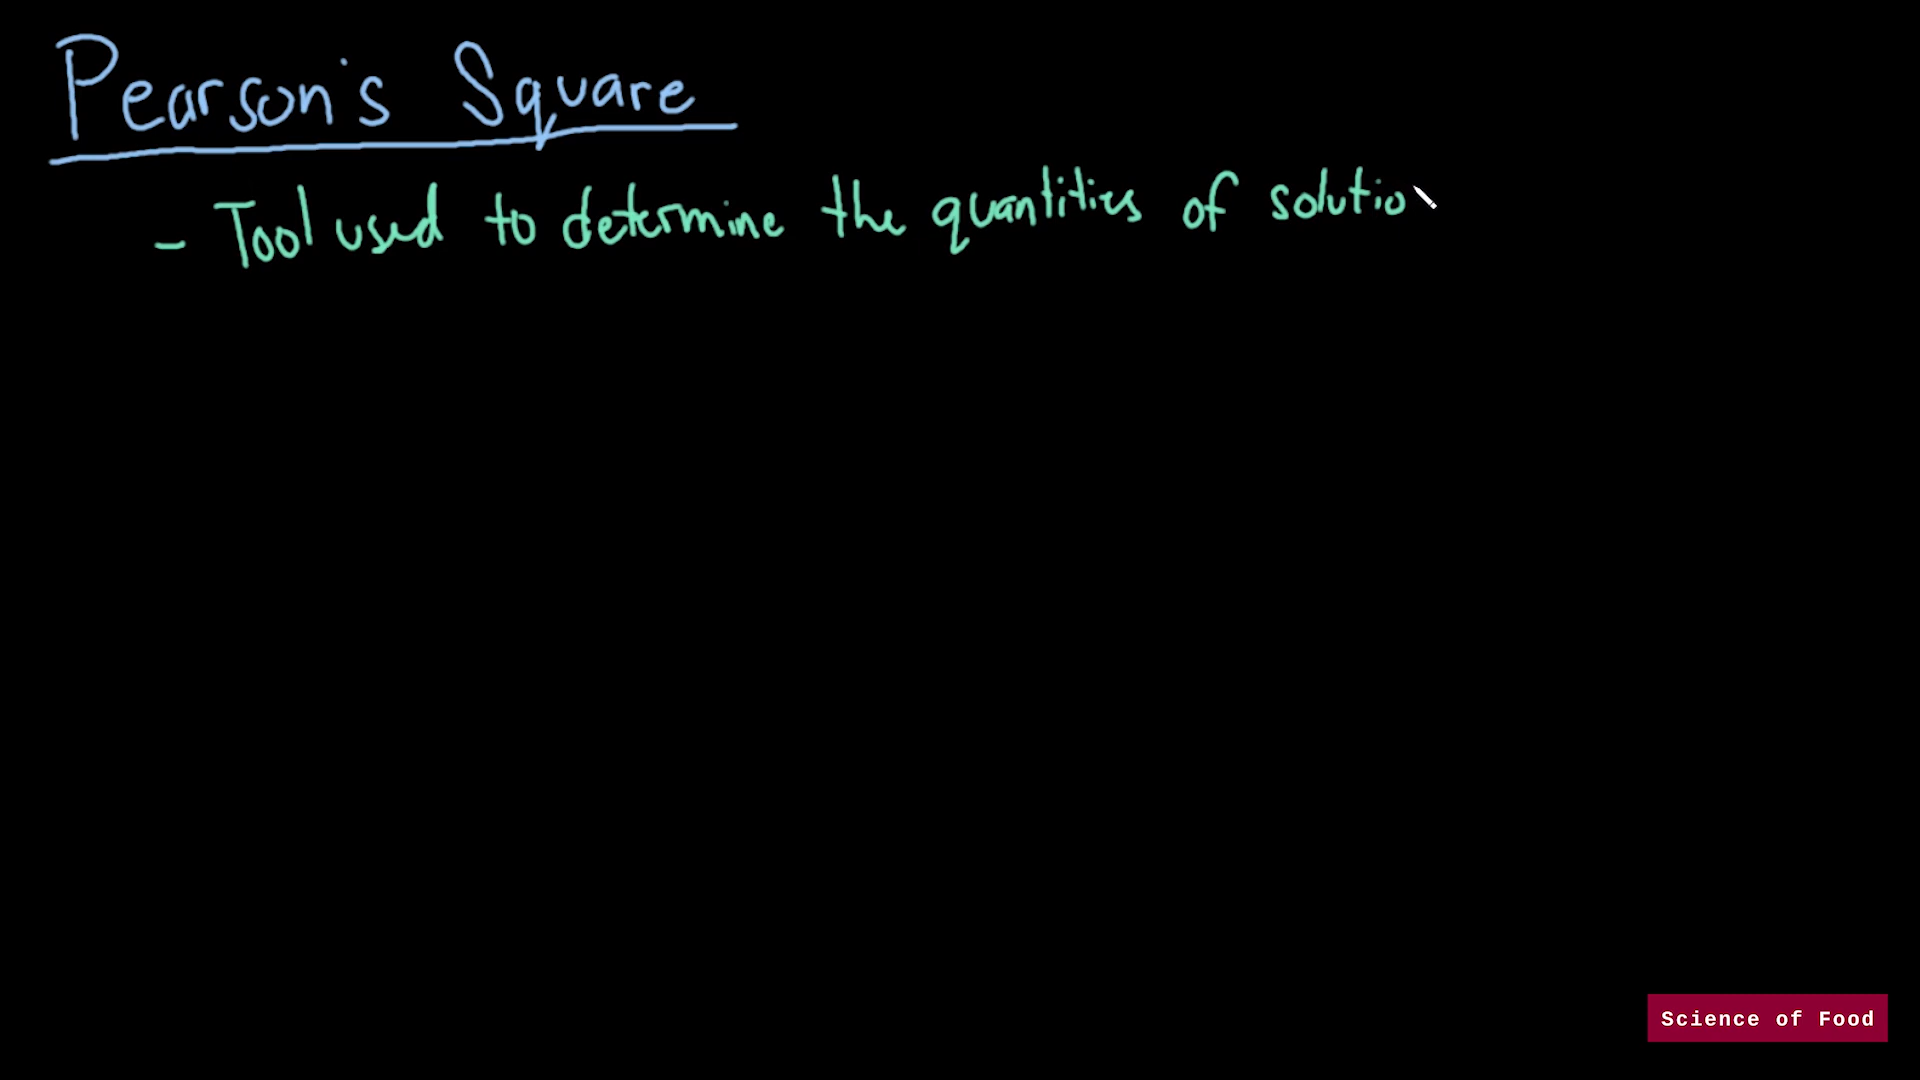 Pearson's Square
- Tool used to determine the quantities of solutio
Science of Food